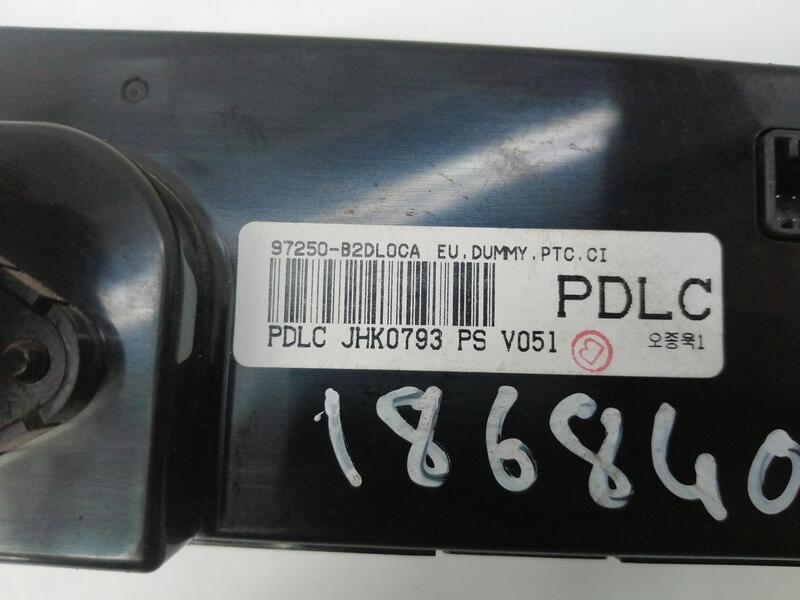 97250-B2DL0CA EU,DUMMY,PTC,CI
PDLC
PDLC JHK0793 PS V051
오종욱1
186840